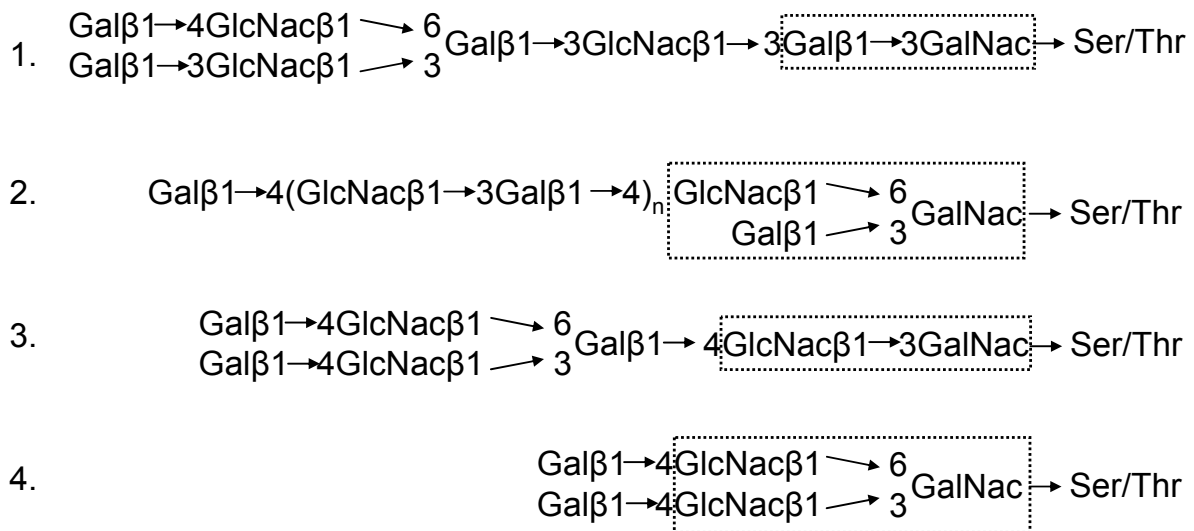 Galβ1→4GlcNacβ1 → 6
1. Galβ1→3GlcNacβ1 → 3 Galβ1→3GlcNacβ1→3Galβ1→3GalNac→ Ser/Thr
2. Galβ1→4(GlcNacβ1→3Galβ1→4)n GlcNacβ1 → 6
Galβ1 → 3 GalNac→ Ser/Thr
3. Galβ1→4GlcNacβ1 → 6
Galβ1→4GlcNacβ1 → 3 Galβ1→ 4GlcNacβ1→3GalNac→ Ser/Thr
4. Galβ1→4GlcNacβ1 → 6
Galβ1→4GlcNacβ1 → 3 GalNac→ Ser/Thr